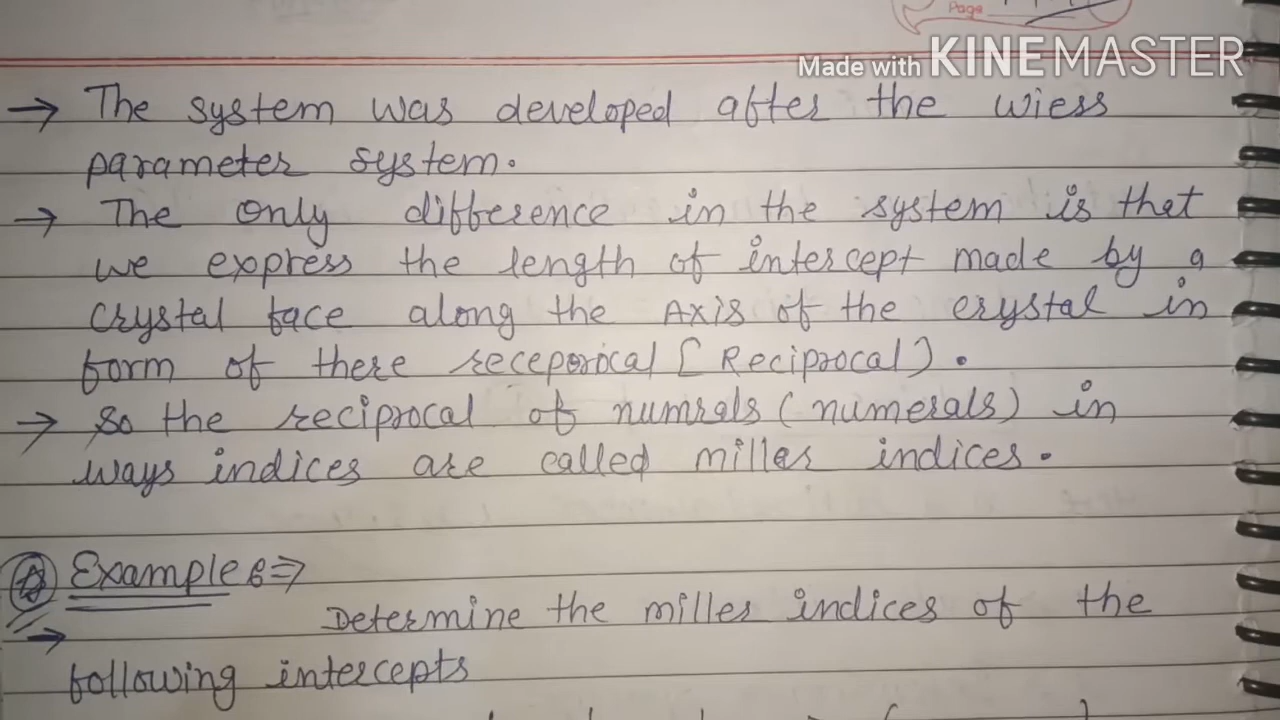 Page
Made with KINEMASTER
→ The system was developed after the wiess
parameter system.
→ The only difference in the system is that
we express the length of intercept made by a
crystal face along the Axis of the crystal in
form of there receporocal [Reciprocal).
→ So the reciprocal of numrals (numerals) in
ways indices are called miller indices.
Example :⇒
→ Determine the miller indices of the
following intercepts